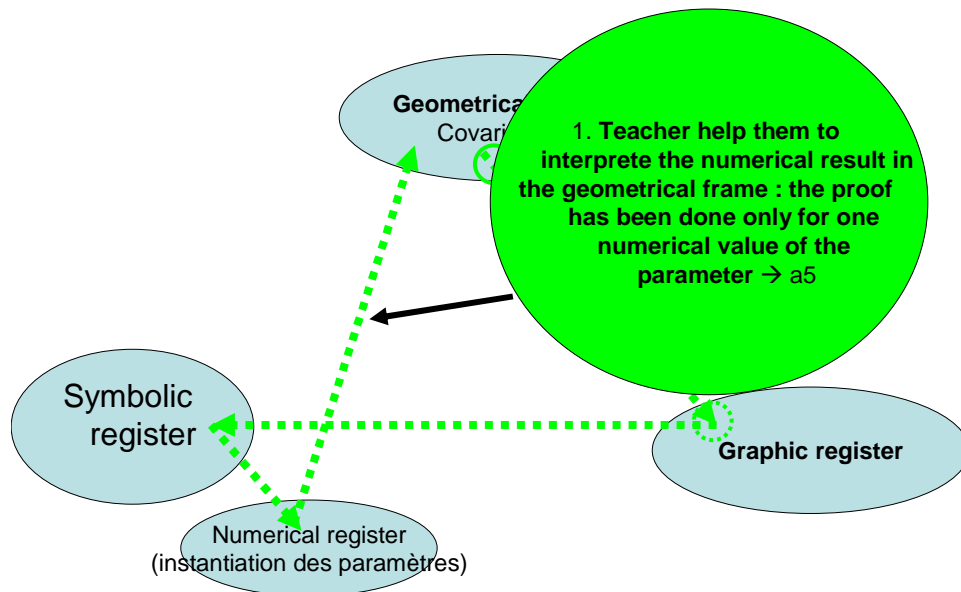 Geometrica
Covari
1. Teacher help them to
interprete the numerical result in
the geometrical frame : the proof
has been done only for one
numerical value of the
parameter → a5
Symbolic
register
Graphic register
Numerical register
(instantiation des paramètres)